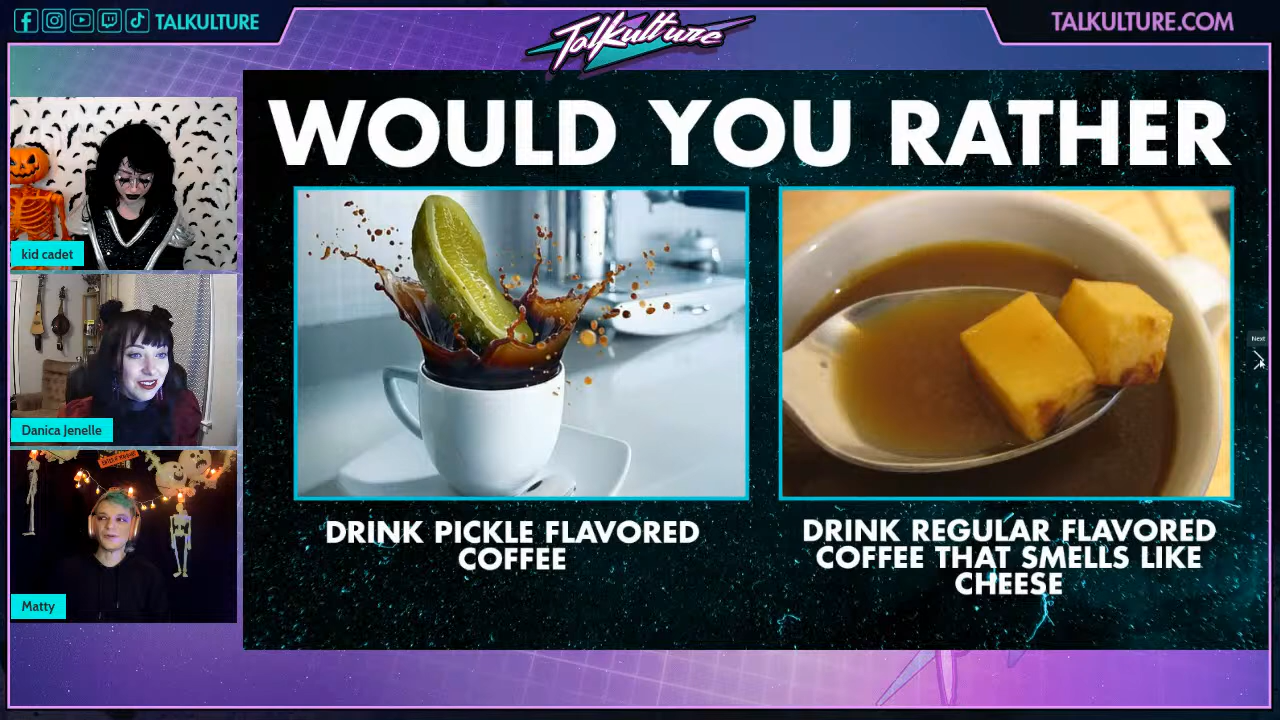 TALKULTURE
TalKulture
TALKULTURE.COM
WOULD YOU RATHER
kid cadet
Danica Jenelle
Matty
Next
DRINK PICKLE FLAVORED
COFFEE
DRINK REGULAR FLAVORED
COFFEE THAT SMELLS LIKE
CHEESE